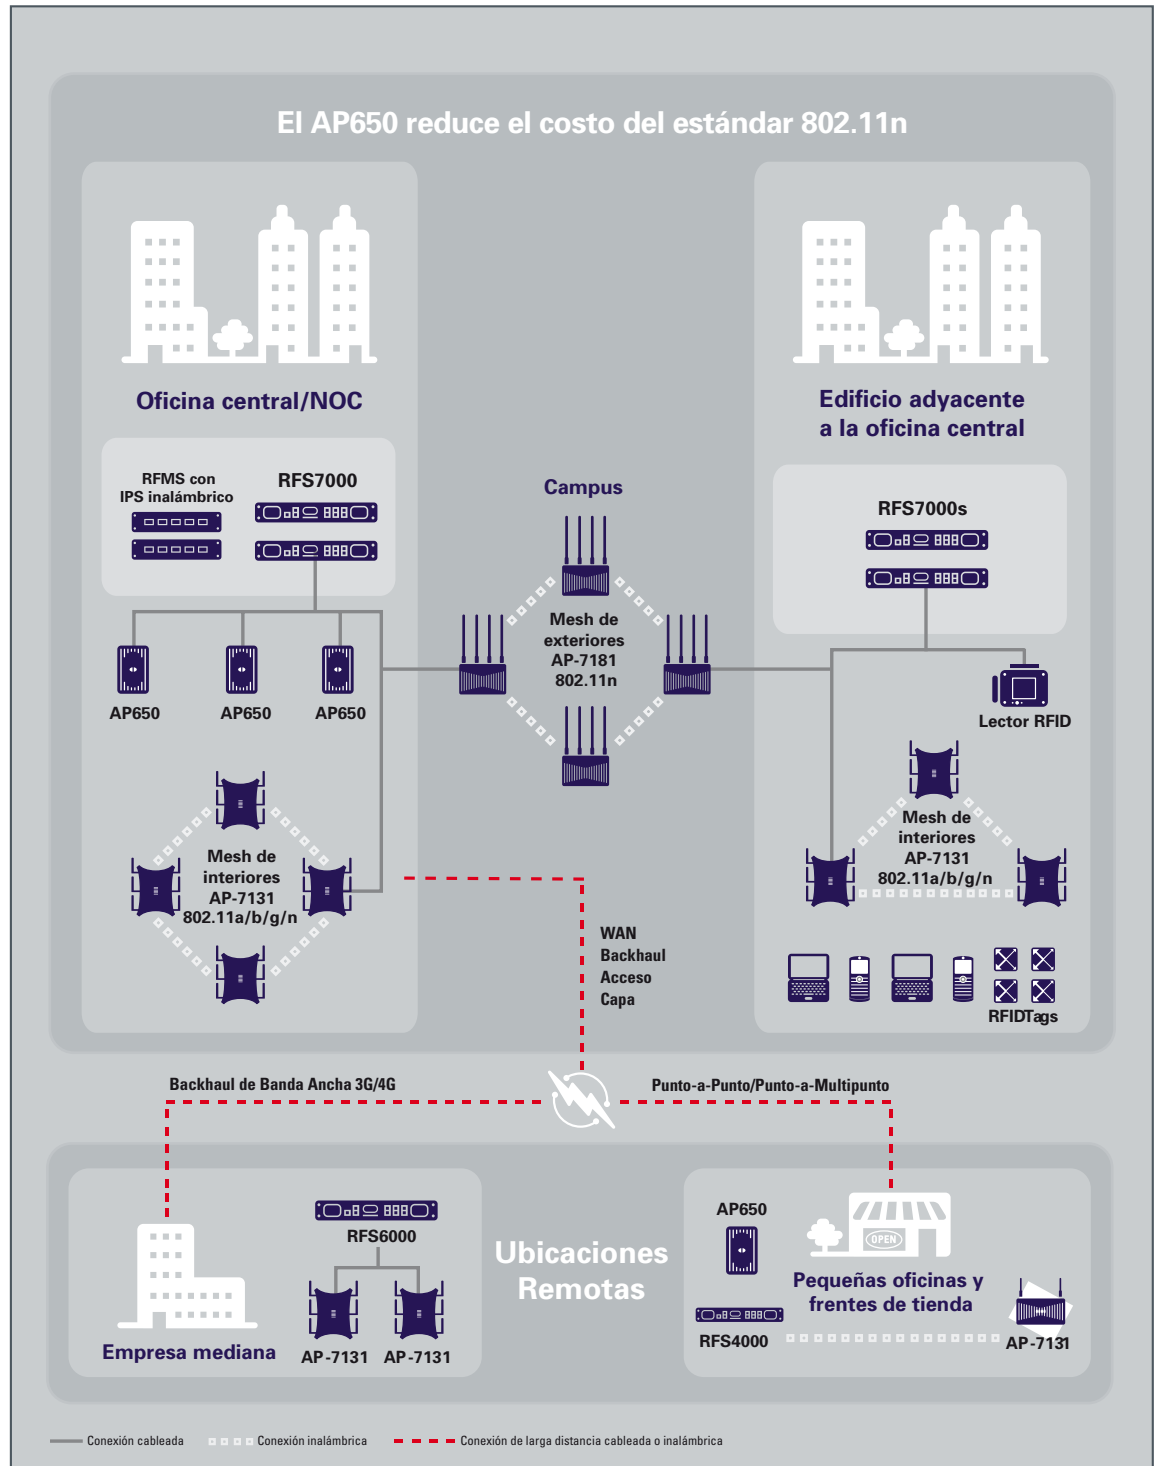 El AP650 reduce el costo del estándar 802.11n
Oficina central/NOC
RFMS con
IPS inalámbrico
RFS7000
AP650
AP650
AP650
Mesh de
interiores
AP-7131
802.11a/b/g/n
Campus
Mesh de
exteriores
AP-7181
802.11n
Edificio adyacente
a la oficina central
RFS7000s
Lector RFID
Mesh de
interiores
AP-7131
802.11a/b/g/n
RFIDTags
WAN
Backhaul
Acceso
Capa
Backhaul de Banda Ancha 3G/4G
Punto-a-Punto/Punto-a-Multipunto
RFS6000
AP-7131
AP-7131
Empresa mediana
Ubicaciones
Remotas
AP650
OPEN
Pequeñas oficinas y
frentes de tienda
RFS4000
AP-7131
Conexión cableada
Conexión inalámbrica
Conexión de larga distancia cableada o inalámbrica